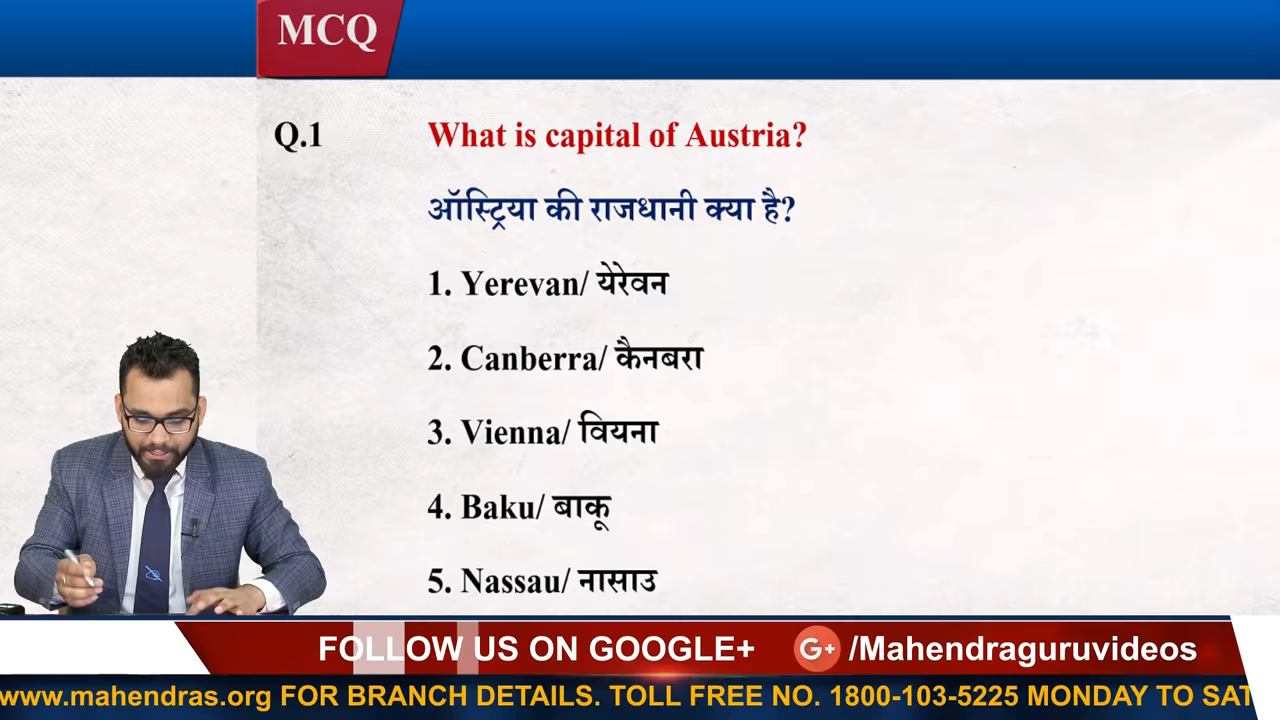 MCQ
Q.1 What is capital of Austria?
ऑस्ट्रिया की राजधानी क्या है?
1. Yerevan/ येरेवन
2. Canberra/ कैनबरा
3. Vienna/ वियना
4. Baku/ बाकू
5. Nassau/ नासाउ
FOLLOW US ON GOOGLE+ G+ /Mahendraguruvideos
www.mahendras.org FOR BRANCH DETAILS. TOLL FREE NO. 1800-103-5225 MONDAY TO SAT